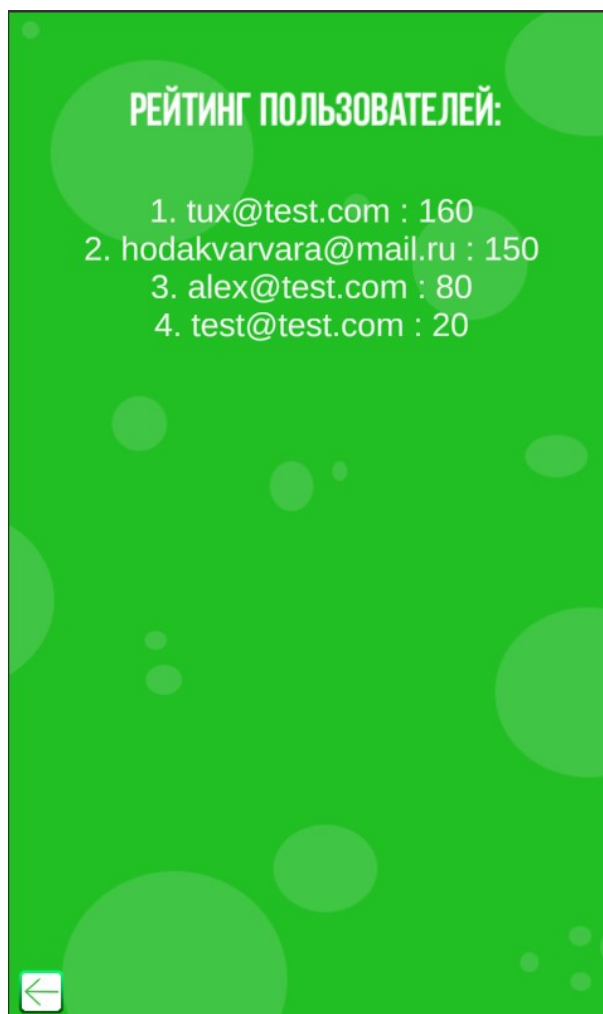 РЕЙТИНГ ПОЛЬЗОВАТЕЛЕЙ:
1. tux@test.com : 160
2. hodakvarvara@mail.ru : 150
3. alex@test.com : 80
4. test@test.com : 20